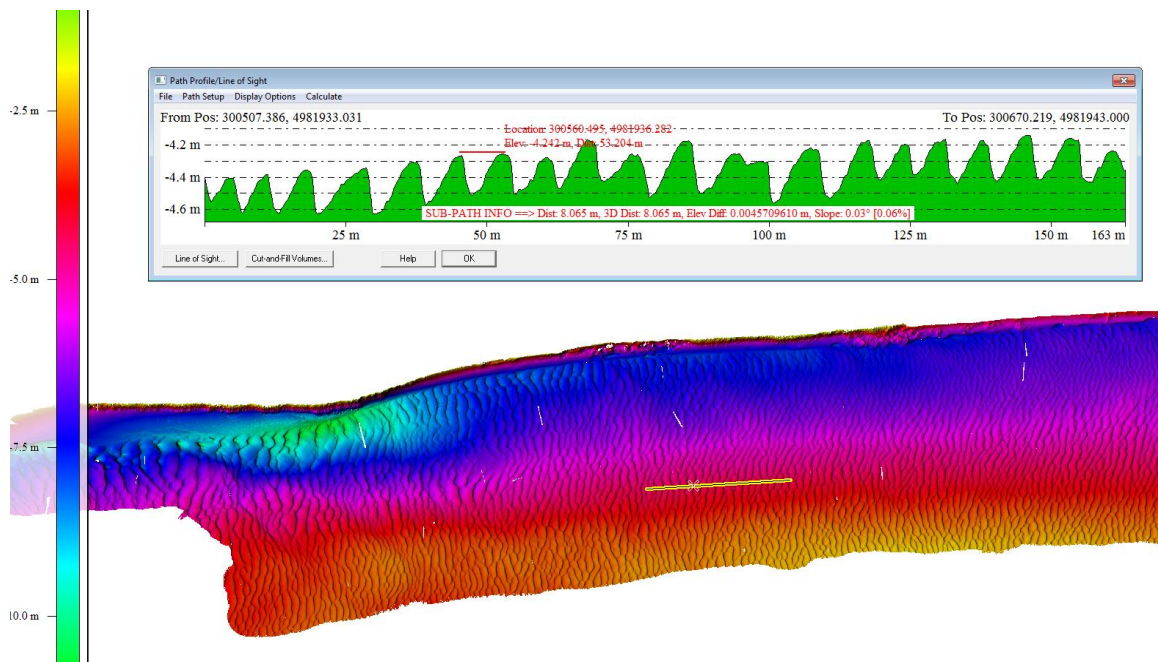 Path Profile/Line of Sight
File Path Setup Display Options Calculate
From Pos: 300507.386, 4981933.031 To Pos: 300670.219, 4981943.000
Location: 300560.495, 4981936.282
Elev: -4.242 m, Dist: 53.204 m
-4.2 m
-4.4 m
-4.6 m
SUB-PATH INFO ==> Dist: 8.065 m, 3D Dist: 8.065 m, Elev Diff: 0.0045709610 m, Slope: 0.03° [0.06%]
25 m 50 m 75 m 100 m 125 m 150 m 163 m
Line of Sight... Cut-and-Fill Volumes... Help OK
-2.5 m
-5.0 m
-7.5 m
10.0 m